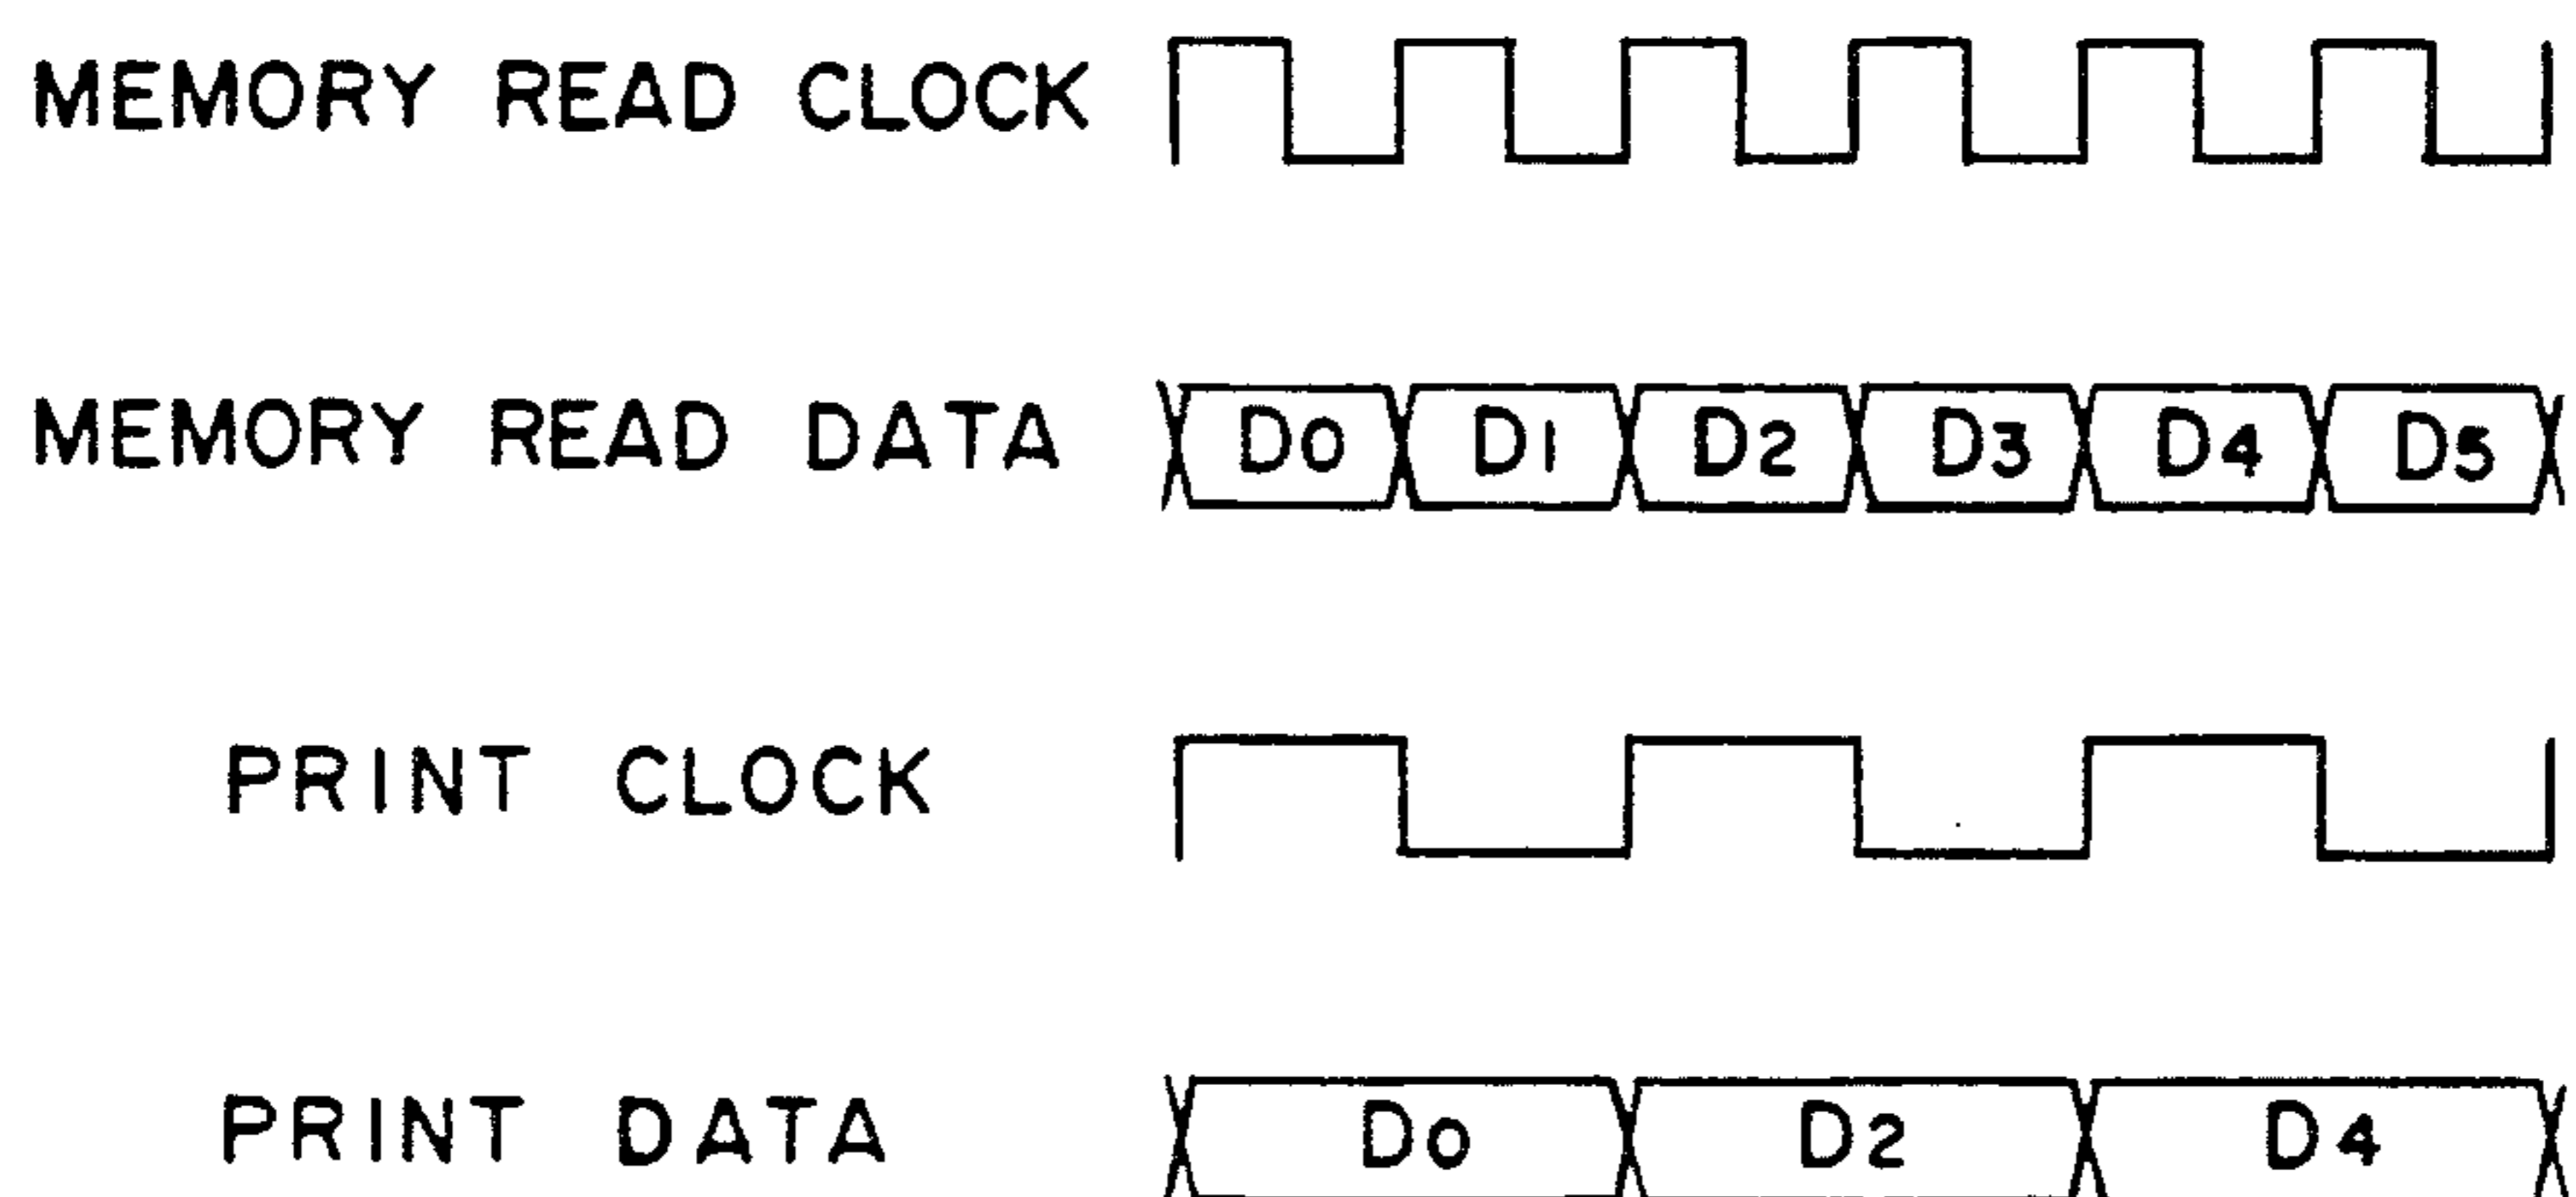 MEMORY READ CLOCK
MEMORY READ DATA D0 D1 D2 D3 D4 D5
PRINT CLOCK
PRINT DATA D0 D2 D4